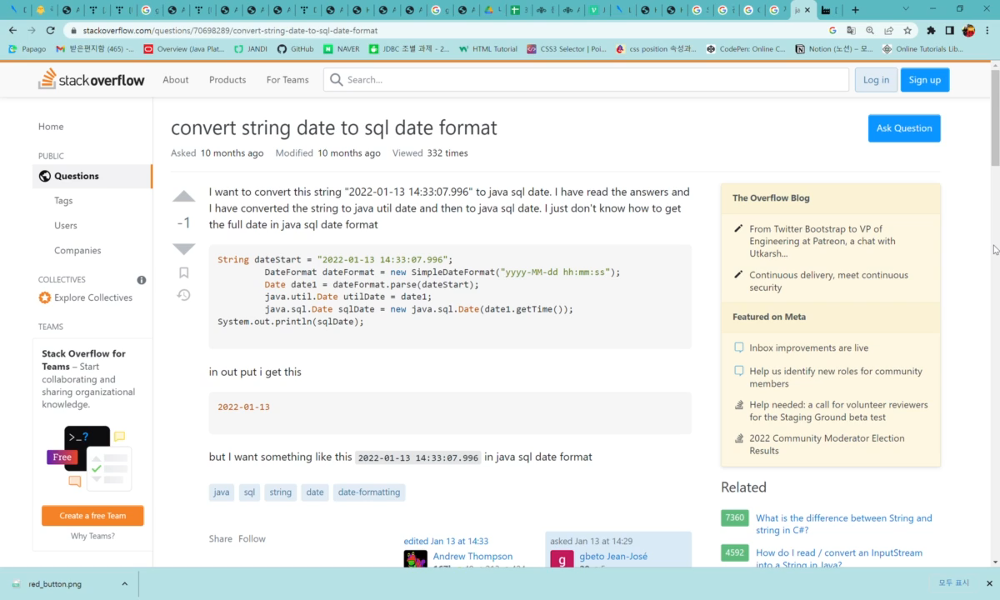 stackoverflow.com/questions/70698289/convert-string-date-to-sql-date-format
Papago
받은편지함 (465) -...
Overview (Java Plat...
JANDI
GitHub
NAVER
JDBC 조별 과제 - 2...
HTML Tutorial
CSS3 Selector | Poi...
css position 속성과...
CodePen: Online C...
Notion (노션) – 모...
Online Tutorials Lib...
stackoverflow
About
Products
For Teams
Search...
Log in
Sign up
Home
PUBLIC
Questions
Tags
Users
Companies
COLLECTIVES
Explore Collectives
TEAMS
Stack Overflow for
Teams – Start
collaborating and
sharing organizational
knowledge.
>_?
Free
Create a free Team
Why Teams?
convert string date to sql date format
Ask Question
Asked 10 months ago Modified 10 months ago Viewed 332 times
I want to convert this string "2022-01-13 14:33:07.996" to java sql date. I have read the answers and
I have converted the string to java util date and then to java sql date. I just don't know how to get
the full date in java sql date format
-1
String dateStart = "2022-01-13 14:33:07.996";
DateFormat dateFormat = new SimpleDateFormat("yyyy-MM-dd hh:mm:ss");
Date date1 = dateFormat.parse(dateStart);
java.util.Date utilDate = date1;
java.sql.Date sqlDate = new java.sql.Date(date1.getTime());
System.out.println(sqlDate);
in out put i get this
2022-01-13
but I want something like this 2022-01-13 14:33:07.996 in java sql date format
java sql string date date-formatting
Share Follow
edited Jan 13 at 14:33
Andrew Thompson
asked Jan 13 at 14:29
g
gbeto Jean-José
The Overflow Blog
From Twitter Bootstrap to VP of
Engineering at Patreon, a chat with
Utkarsh...
Continuous delivery, meet continuous
security
Featured on Meta
Inbox improvements are live
Help us identify new roles for community
members
Help needed: a call for volunteer reviewers
for the Staging Ground beta test
2022 Community Moderator Election
Results
Related
7360 What is the difference between String and
string in C#?
4592 How do I read / convert an InputStream
into a String in Java?
red_button.png
모두 표시